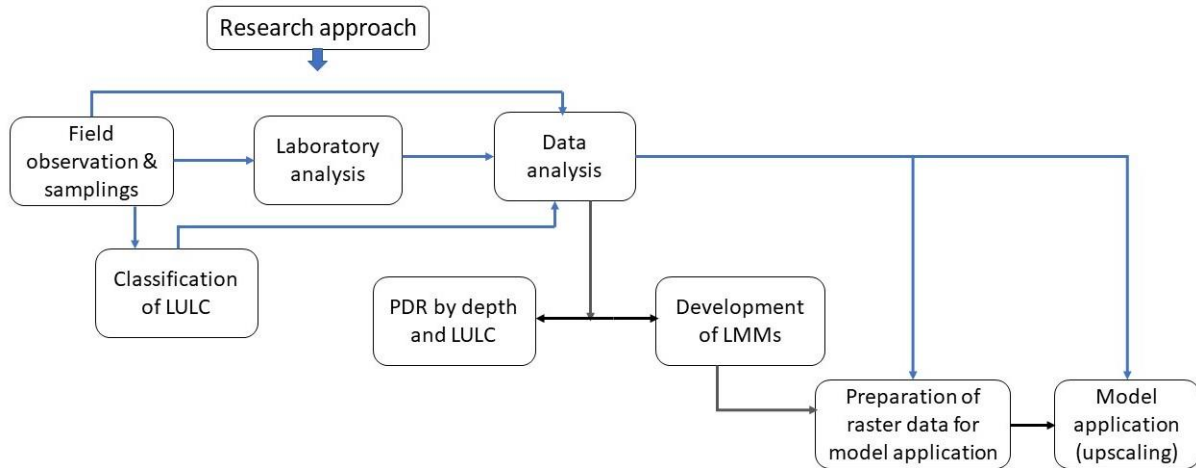 Research approach
Field
observation &
samplings
Laboratory
analysis
Data
analysis
Classification
of LULC
PDR by depth
and LULC
Development
of LMMs
Preparation of
raster data for
model application
Model
application
(upscaling)